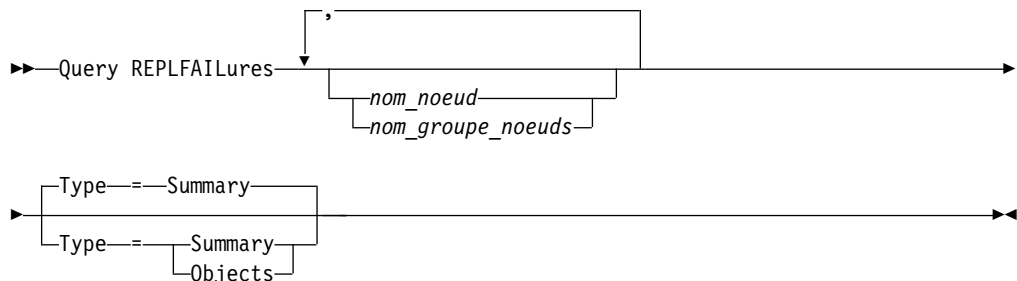 ,
Query REPLFAILures
nom_noeud
nom_groupe_noeuds
Type = Summary
Type = Summary
Objects